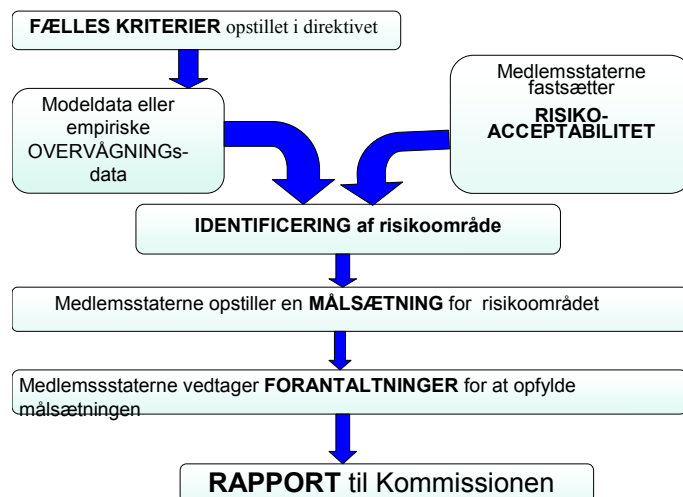 FÆLLES KRITERIER opstillet i direktivet
Modeldata eller
empiriske
OVERVÅGNINGs-
data
Medlemsstaterne
fastsætter
RISIKO-
ACCEPTABILITET
IDENTIFICERING af risikoområde
Medlemsstaterne opstiller en MÅLSÆTNING for risikoområdet
Medlemssstaterne vedtager FORANTALTNINGER for at opfylde
målsætningen
RAPPORT til Kommissionen